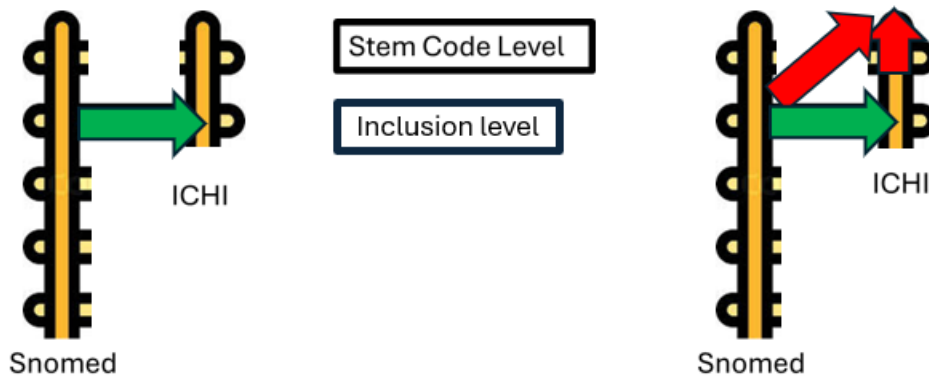 Stem Code Level
Inclusion level
ICHI
ICHI
Snomed
Snomed